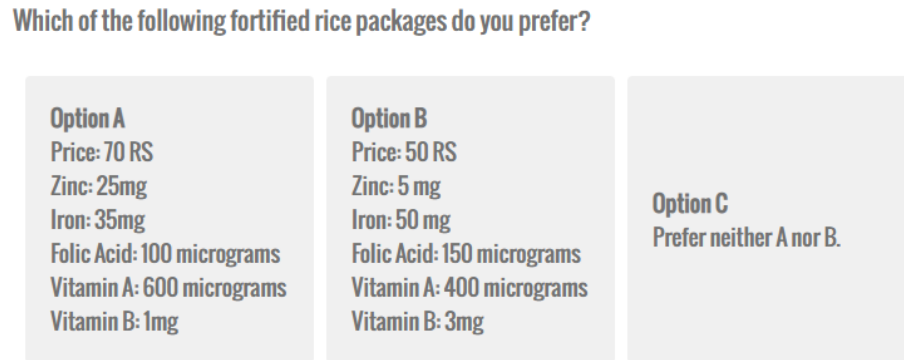 Which of the following fortified rice packages do you prefer?
Option A
Price: 70 RS
Zinc: 25mg
Iron: 35mg
Folic Acid: 100 micrograms
Vitamin A: 600 micrograms
Vitamin B: 1mg
Option B
Price: 50 RS
Zinc: 5 mg
Iron: 50 mg
Folic Acid: 150 micrograms
Vitamin A: 400 micrograms
Vitamin B: 3mg
Option C
Prefer neither A nor B.